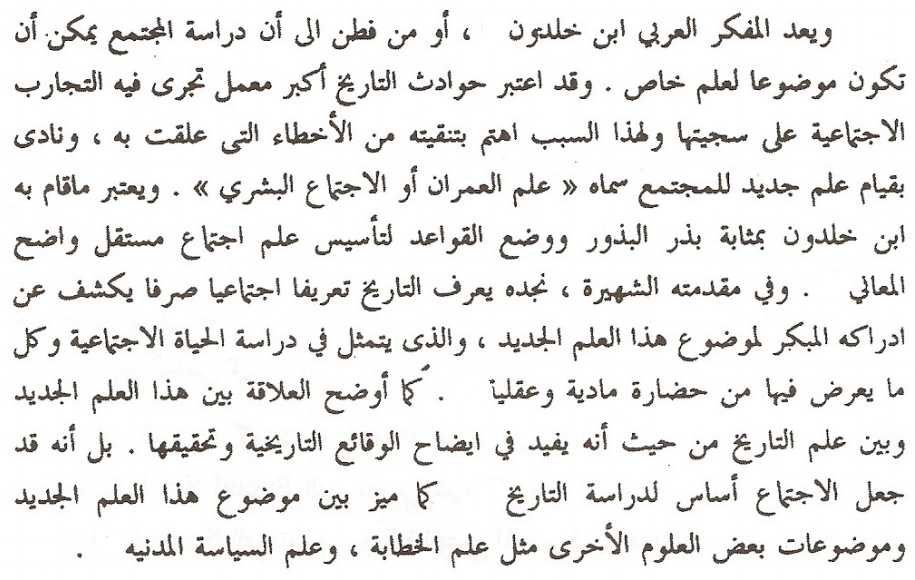 ويعد المفكر العربي ابن خلدون ، أو من فطن الى أن دراسة المجتمع يمكن أن
تكون موضوعا لعلم خاص . وقد اعتبر حوادث التاريخ أكبر معمل تجرى فيه التجارب
الاجتماعية على سجيتها ولهذا السبب اهتم بتنقيته من الأخطاء التى علقت به ، ونادى
بقيام علم جديد للمجتمع سماه « علم العمران أو الاجتماع البشري » . ويعتبر ماقام به
ابن خلدون بمثابة بذر البذور ووضع القواعد لتأسيس علم اجتماع مستقل واضح
المعالي . وفي مقدمته الشهيرة ، نجده يعرف التاريخ تعريفا اجتماعيا صرفا يكشف عن
ادراكه المبكر لموضوع هذا العلم الجديد ، والذى يتمثل في دراسة الحياة الاجتماعية وكل
ما يعرض فيها من حضارة مادية وعقليا . كما أوضح العلاقة بين هذا العلم الجديد
وبين علم التاريخ من حيث أنه يفيد في ايضاح الوقائع التاريخية وتحقيقها . بل أنه قد
جعل الاجتماع أساس لدراسة التاريخ كما ميز بين موضوع هذا العلم الجديد
وموضوعات بعض العلوم الأخرى مثل علم الخطابة ، وعلم السياسة المدنيه .